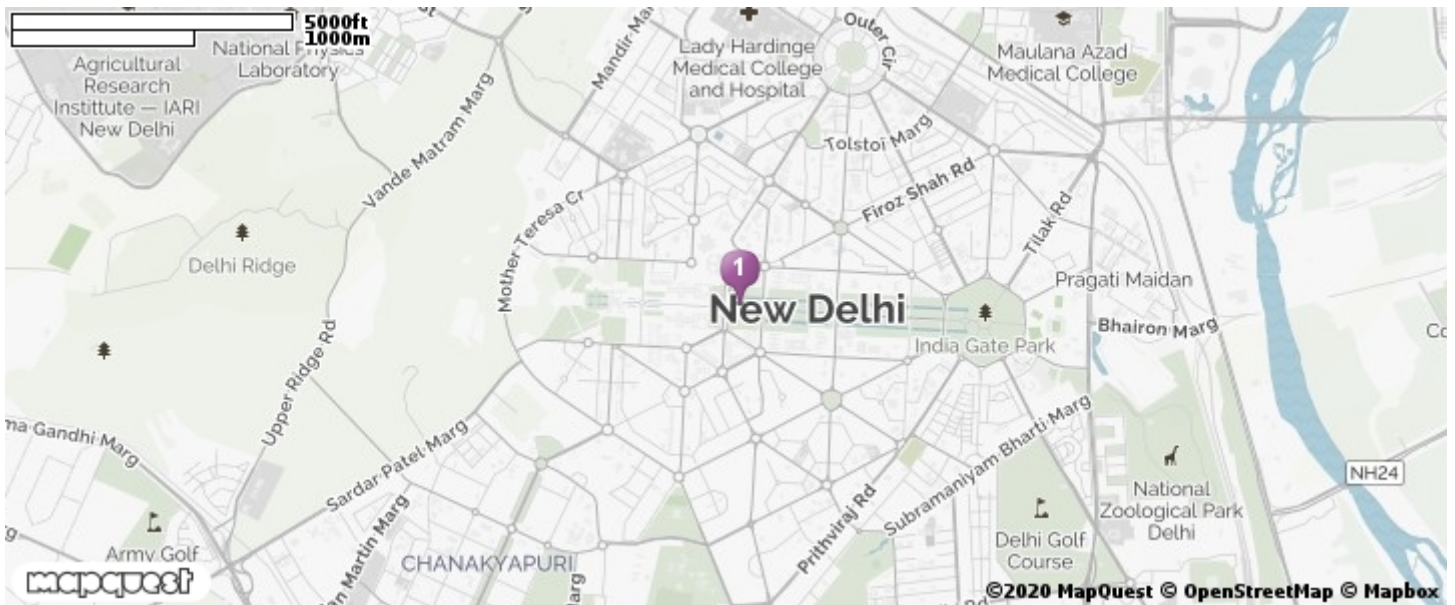 5000ft
1000m
National Physics
Laboratory
Agricultural
Research
Instittute — IARI
New Delhi
Vande Matram Marg
Mandir Marg
Lady Hardinge
Medical College
and Hospital
Outer Cir
Maulana Azad
Medical College
Tolstoï Marg
Firoz Shah Rd
Tilak Rd
Mother Teresa Cr
Delhi Ridge
1
New Delhi
Pragati Maidan
Bhairon Marg
India Gate Park
Upper Ridge Rd
ma Gandhi Marg
Sardar Patel Marg
Subramaniyam Bharti Marg
Prithviraj Rd
NH24
National
Zoological Park
Delhi
Delhi Golf
Course
Army Golf
CHANAKYAPURI
an Martin Marg
Marg
mapquest
©2020 MapQuest © OpenStreetMap © Mapbox